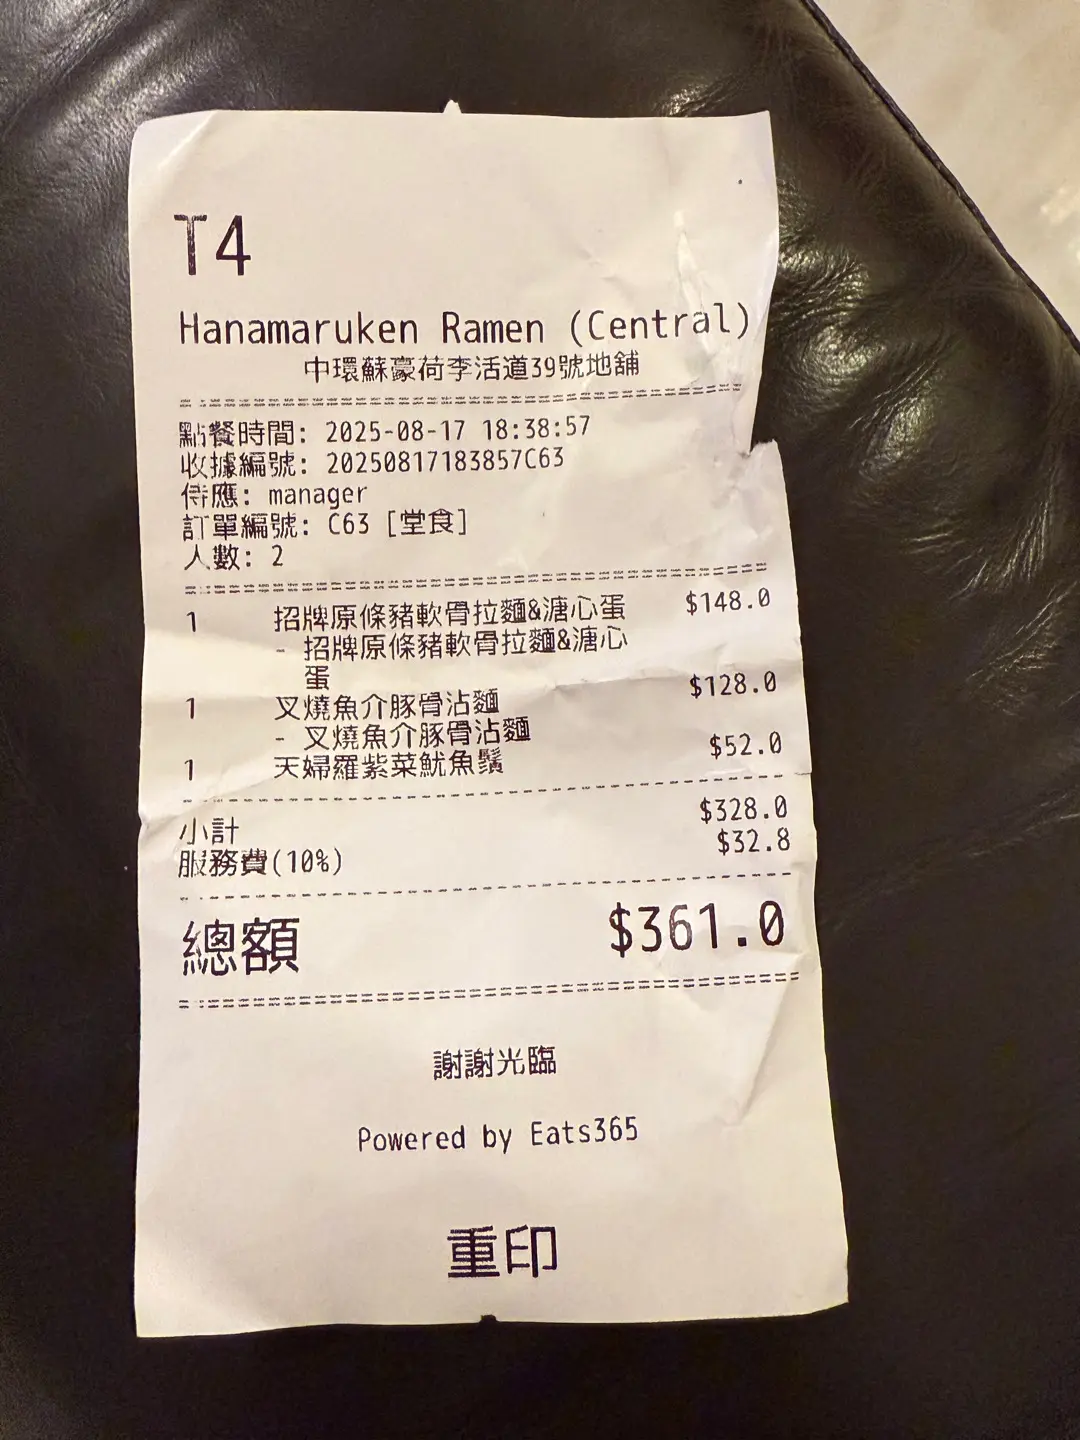 T4
Hanamaruken Ramen (Central)
中環蘇豪荷李活道39號地舖
點餐時間: 2025-08-17 18:38:57
收據編號: 20250817183857C63
侍應: manager
訂單編號: C63 [堂食]
人數: 2
1 招牌原條豬軟骨拉麵&溏心蛋 $148.0
- 招牌原條豬軟骨拉麵&溏心
蛋
1 叉燒魚介豚骨沾麵 $128.0
- 叉燒魚介豚骨沾麵
1 天婦羅紫菜魷魚鬚 $52.0
小計 $328.0
服務費(10%) $32.8
總額 $361.0
謝謝光臨
Powered by Eats365
重印